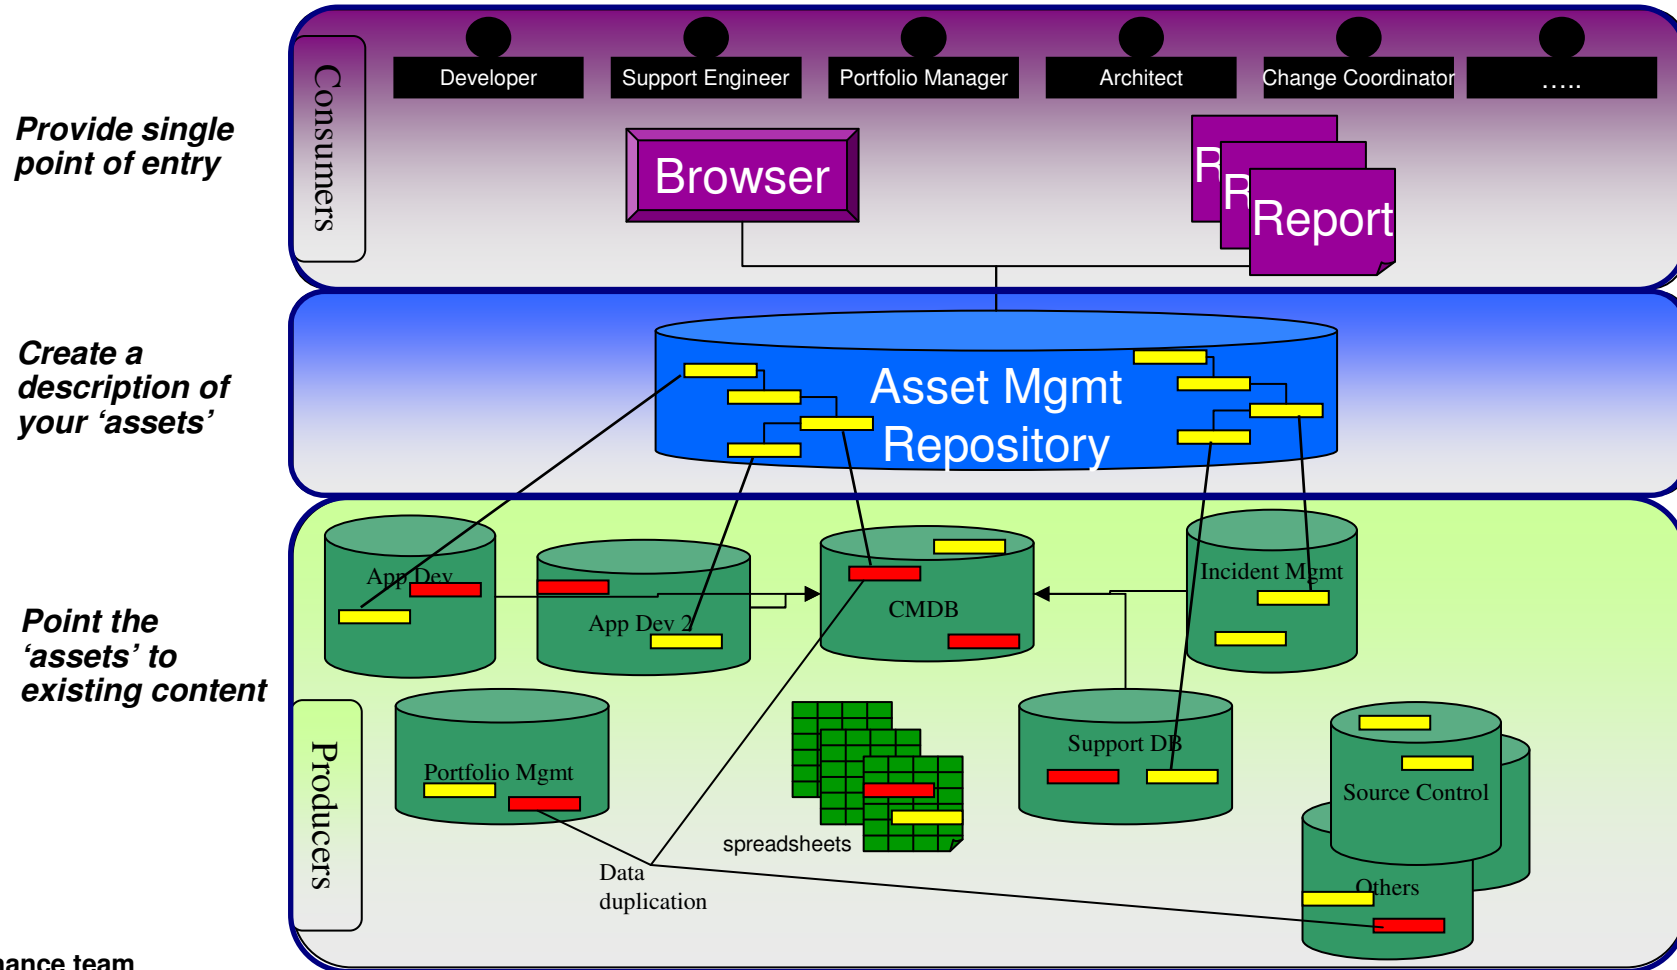 Consumers
Developer
Support Engineer
Portfolio Manager
Architect
Change Coordinator
.....
Provide single
point of entry
Browser
R
R
Report
Create a
description of
your ‘assets’
Asset Mgmt
Repository
Point the
‘assets’ to
existing content
App Dev
App Dev 2
CMDB
Incident Mgmt
Producers
Portfolio Mgmt
spreadsheets
Support DB
Source Control
Data
duplication
Others
team